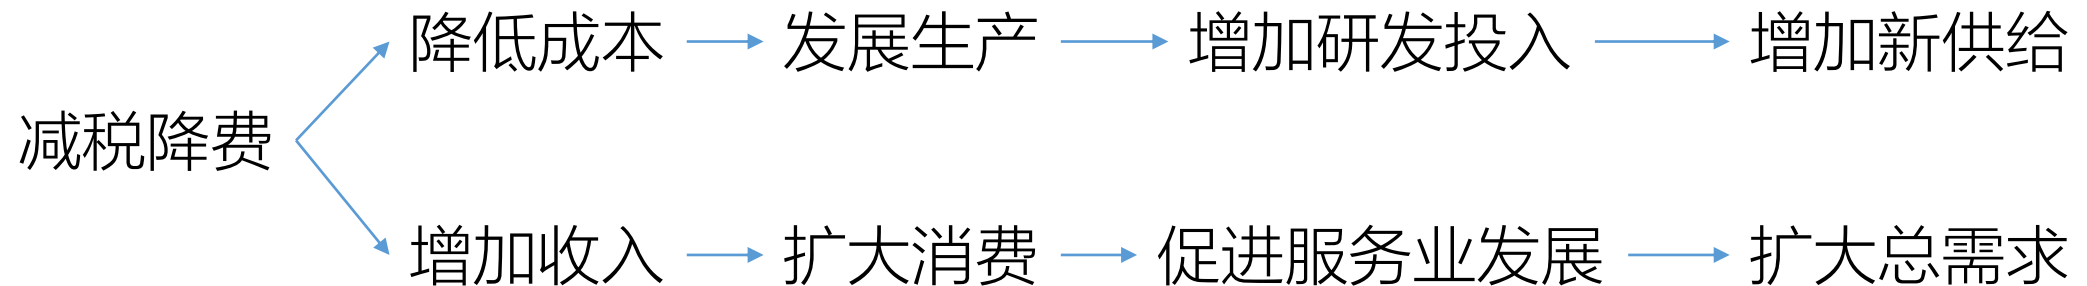 降低成本 发展生产 增加研发投入 增加新供给
减税降费
增加收入 扩大消费 促进服务业发展 扩大总需求